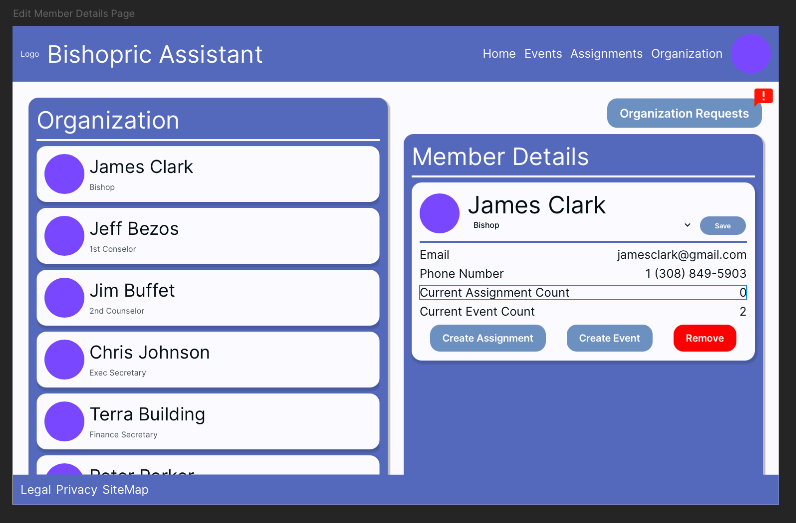 Edit Member Details Page
Logo Bishopric Assistant Home Events Assignments Organization
Organization
James Clark
Bishop
Jeff Bezos
1st Conselor
Jim Buffet
2nd Counselor
Chris Johnson
Exec Secretary
Terra Building
Finance Secretary
Peter Parker
!
Organization Requests
Member Details
James Clark
Bishop
Save
Email jamesclark@gmail.com
Phone Number 1 (308) 849-5903
Current Assignment Count 0
Current Event Count 2
Create Assignment Create Event Remove
Legal Privacy SiteMap